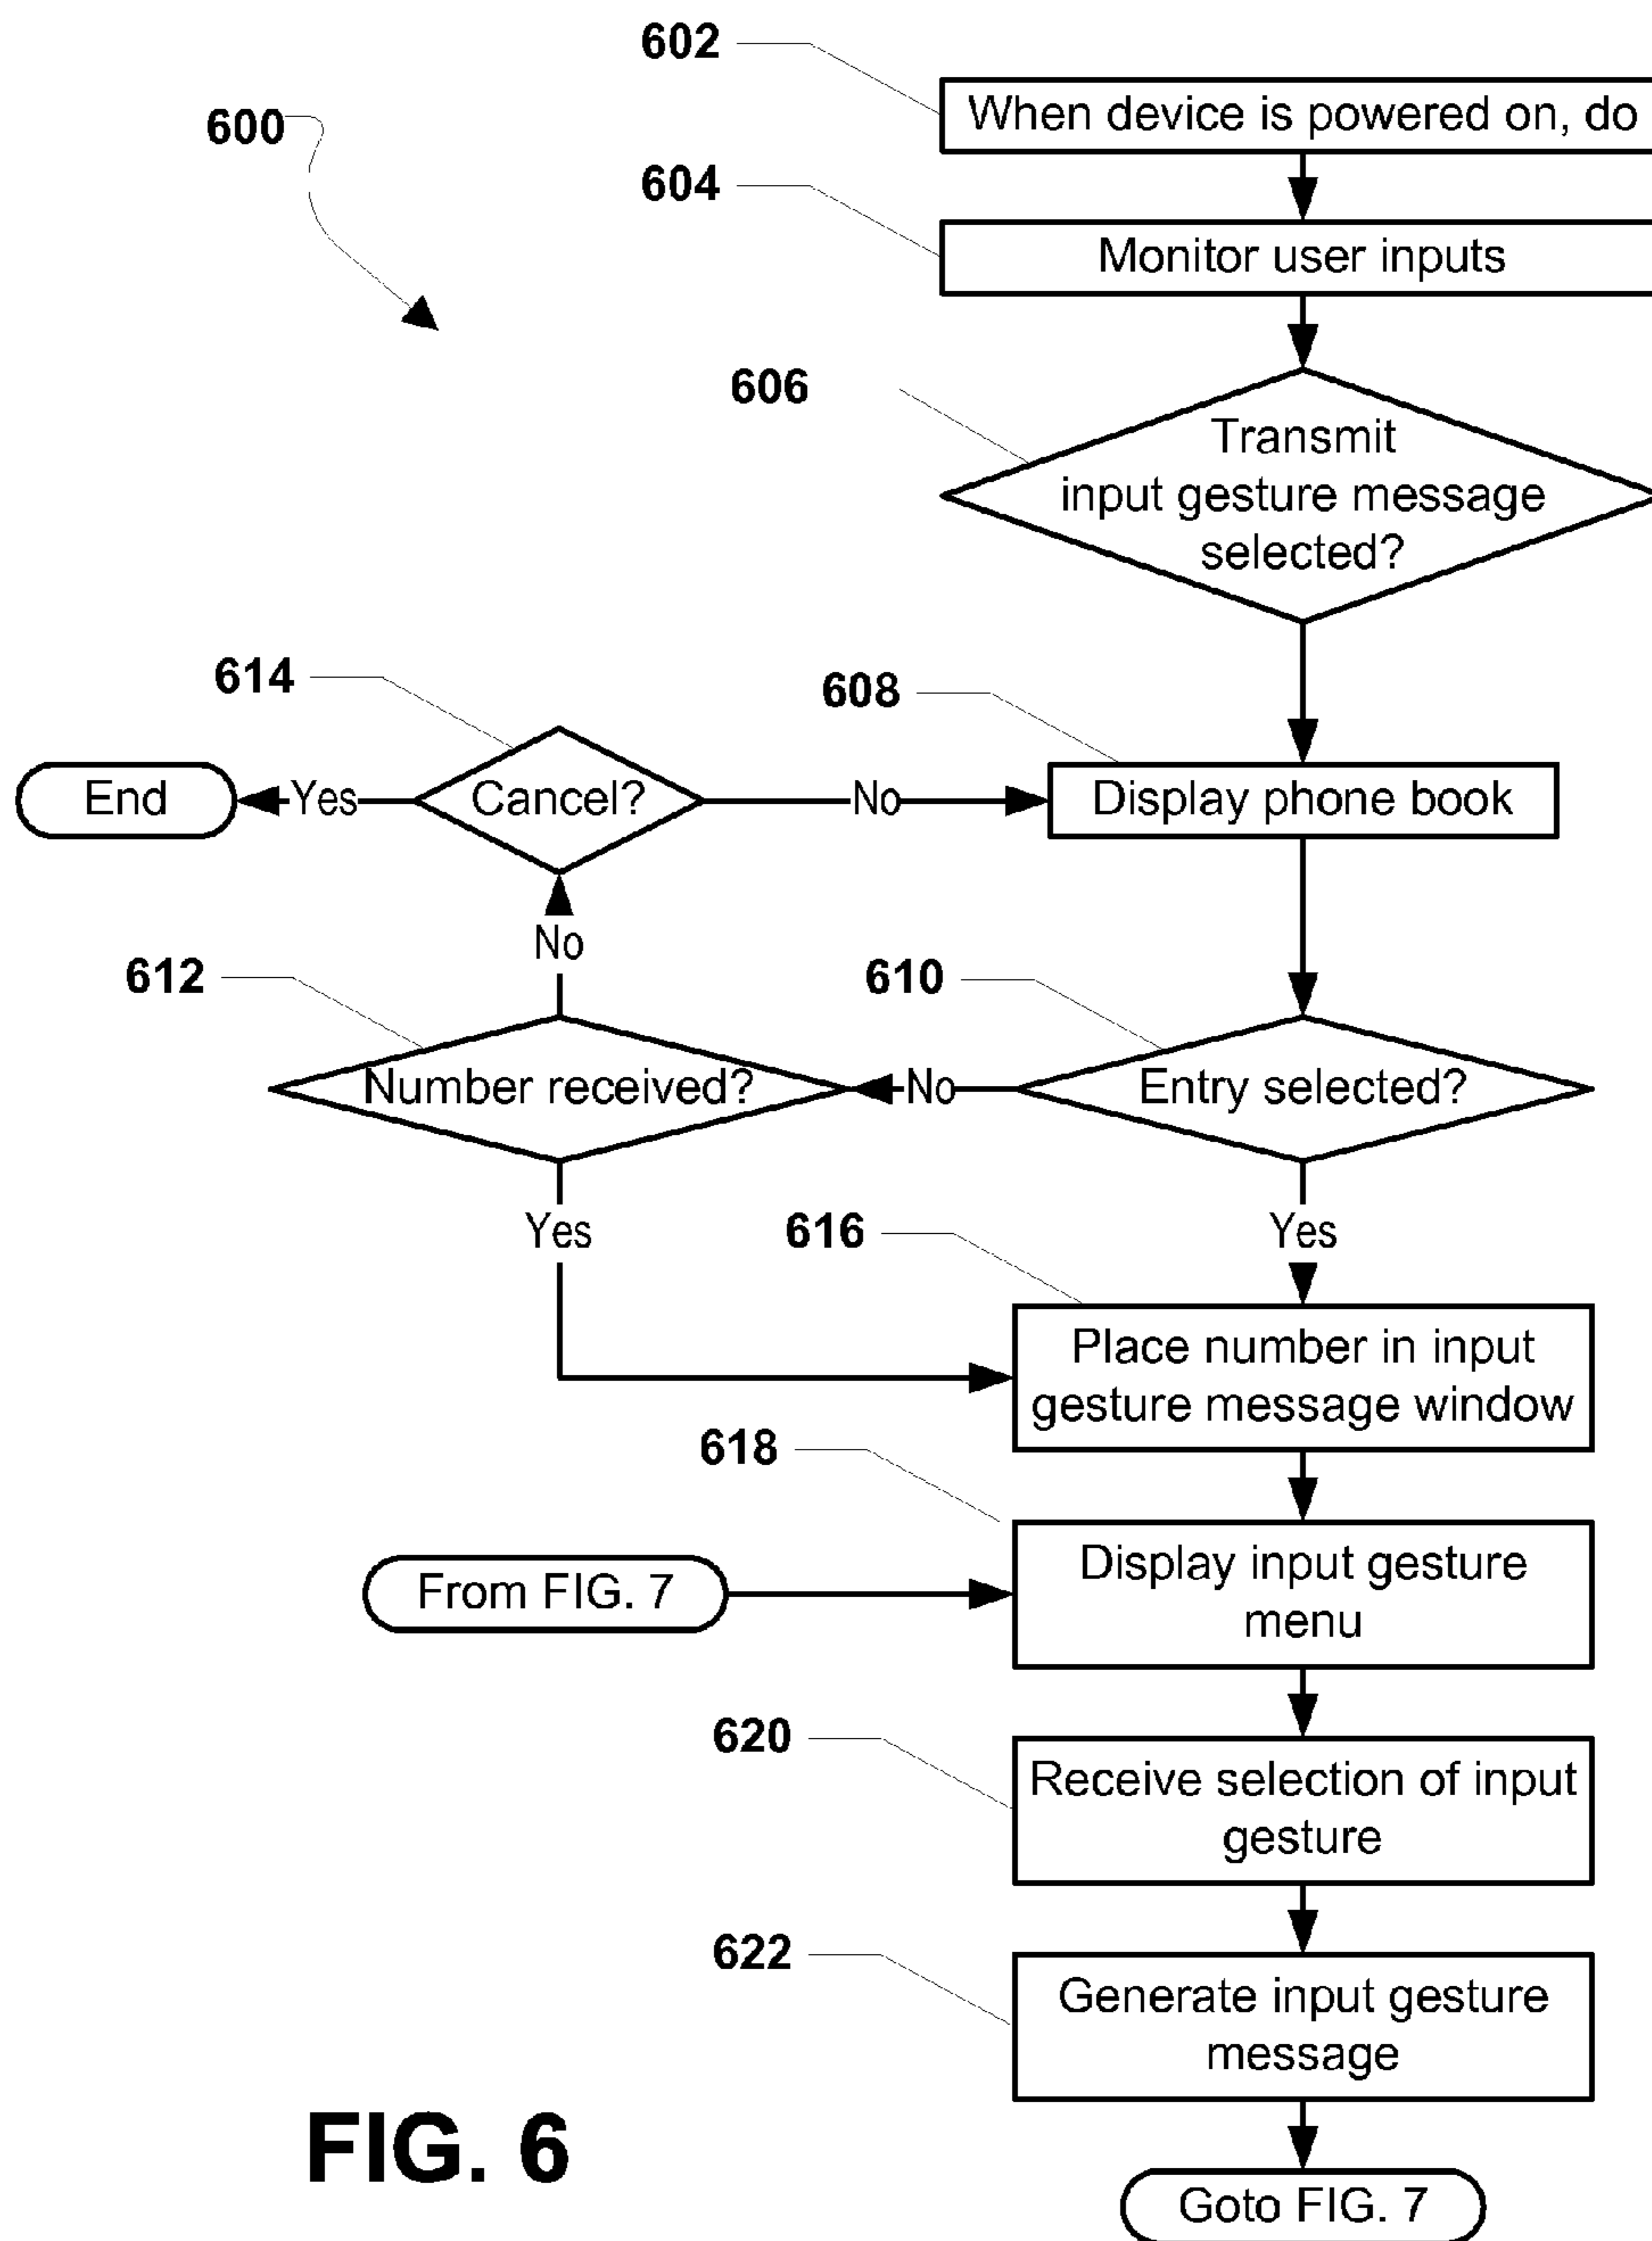 602
When device is powered on, do
600
604
Monitor user inputs
606
Transmit
input gesture message
selected?
614
608
End
Yes
Cancel?
No
Display phone book
No
612
610
Number received?
No
Entry selected?
Yes
616
Yes
Place number in input
gesture message window
618
Display input gesture
menu
From FIG. 7
620
Receive selection of input
gesture
622
Generate input gesture
message
FIG. 6
Goto FIG. 7